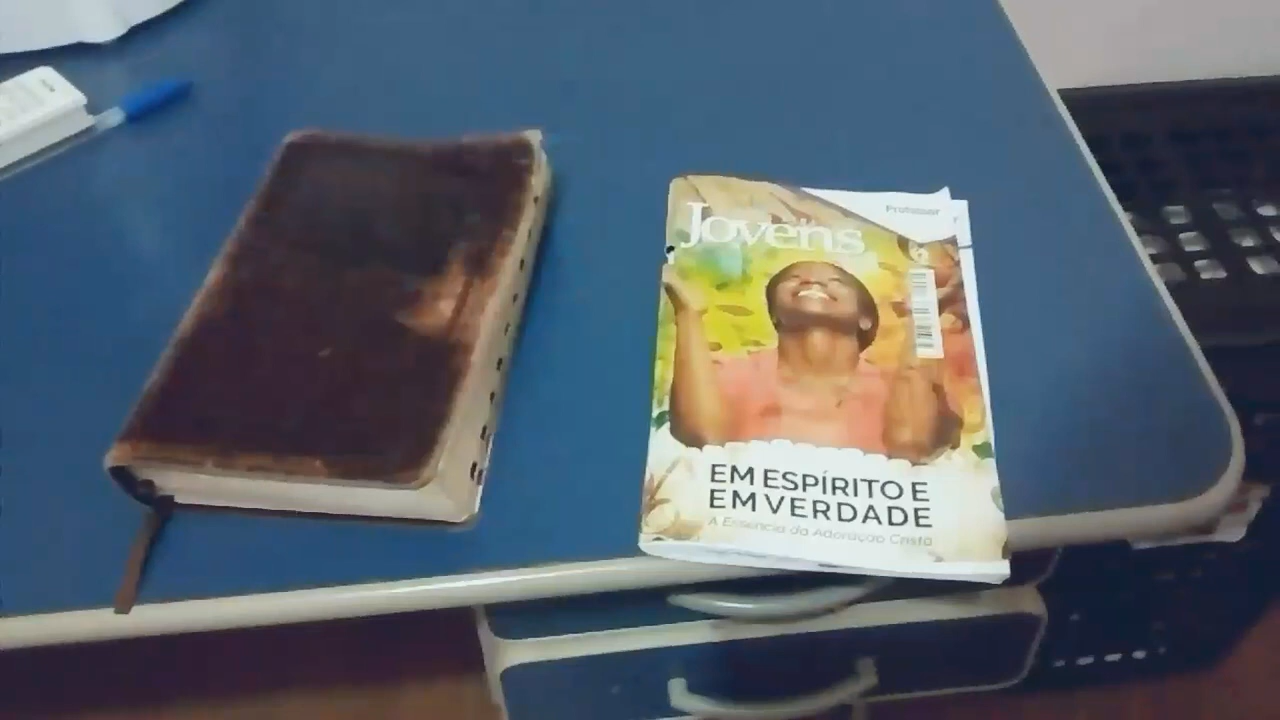 Professor
Jovens
EM ESPÍRITO E
EM VERDADE
A Essência da Adoração Cristã